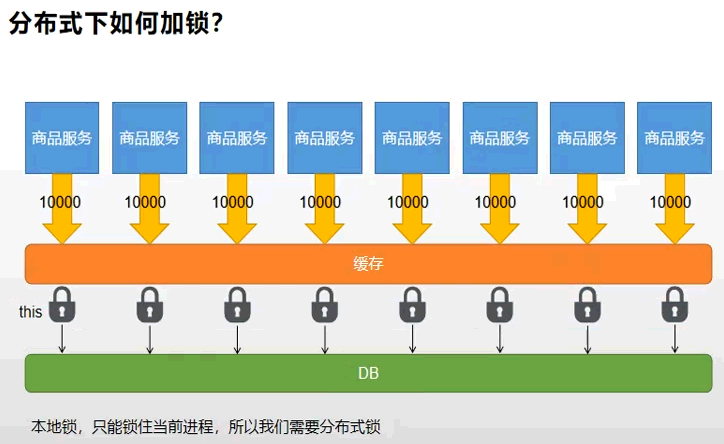 分布式下如何加锁？
商品服务 商品服务 商品服务 商品服务 商品服务 商品服务 商品服务 商品服务
10000 10000 10000 10000 10000 10000 10000 10000
缓存
this
DB
本地锁，只能锁住当前进程，所以我们需要分布式锁